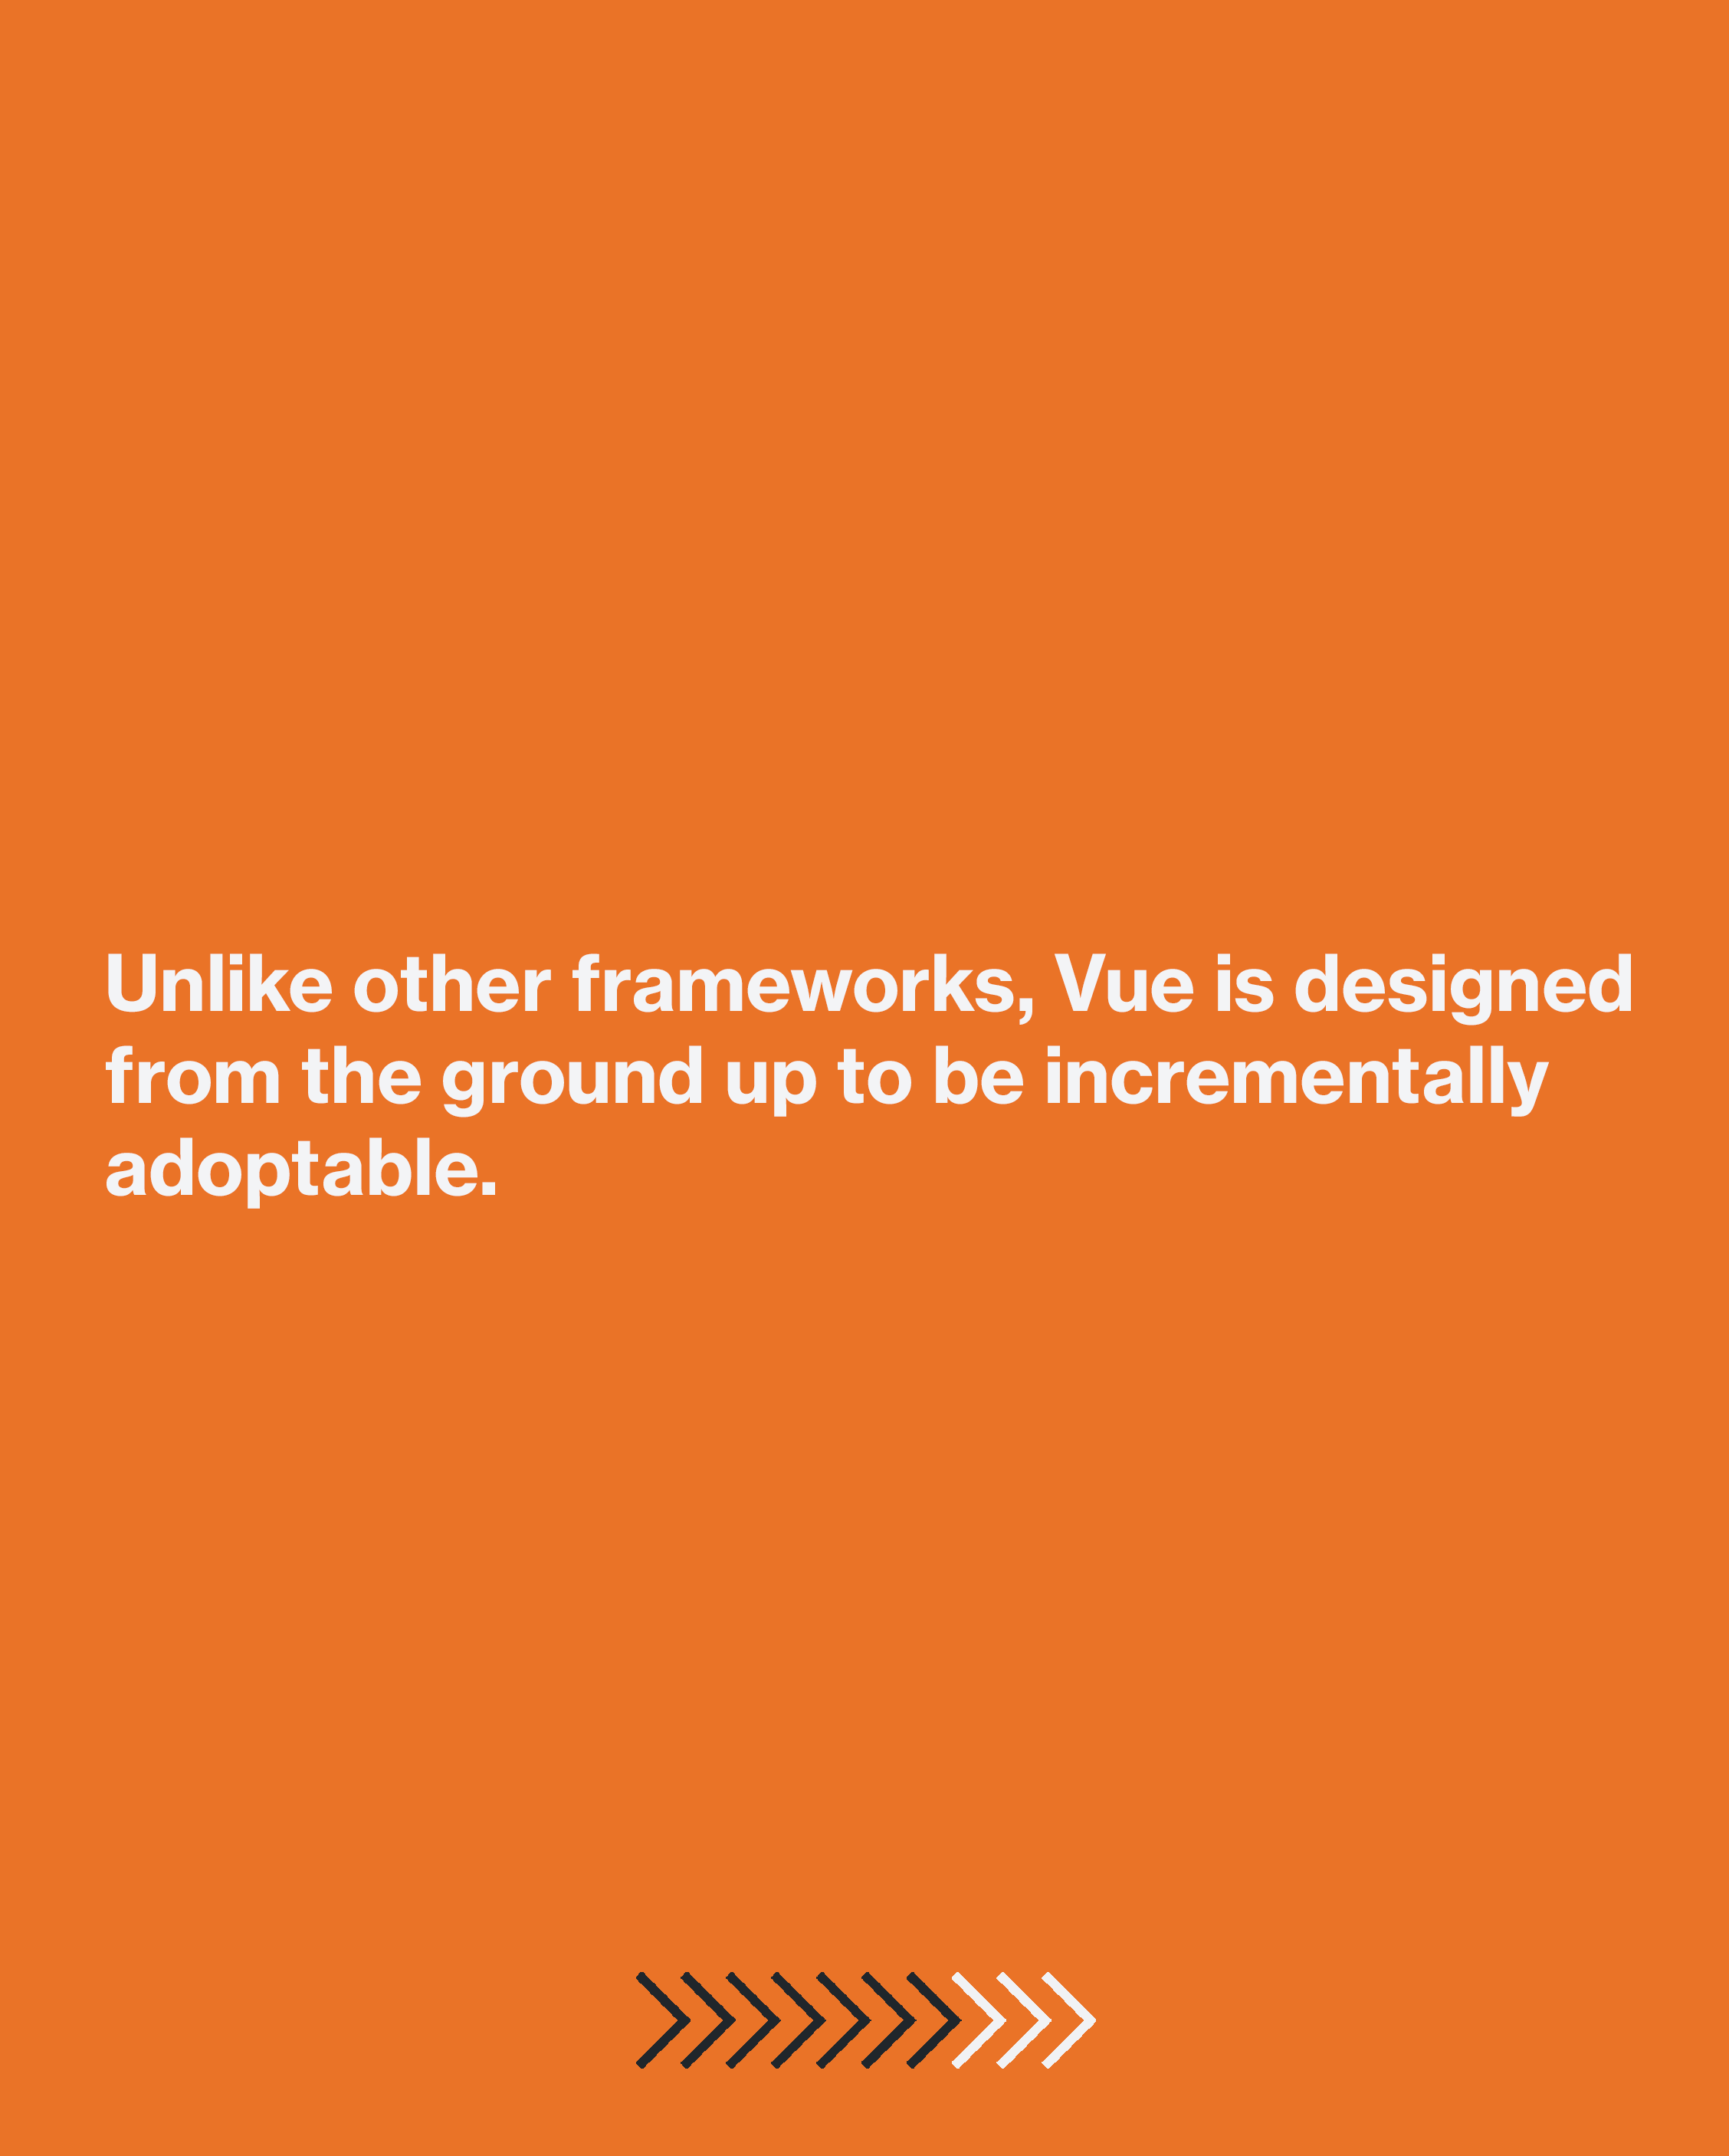 Unlike other frameworks, Vue is designed
from the ground up to be incrementally
adoptable.